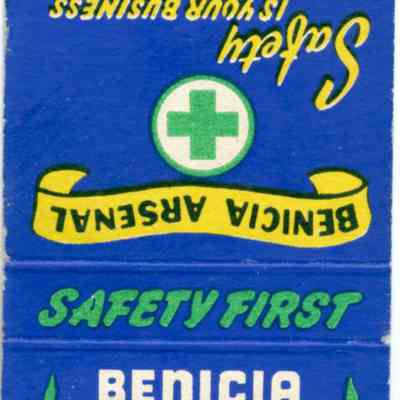 Safety
IS YOUR BUSINESS
BENICIA ARSENAL
SAFETY FIRST
BENICIA